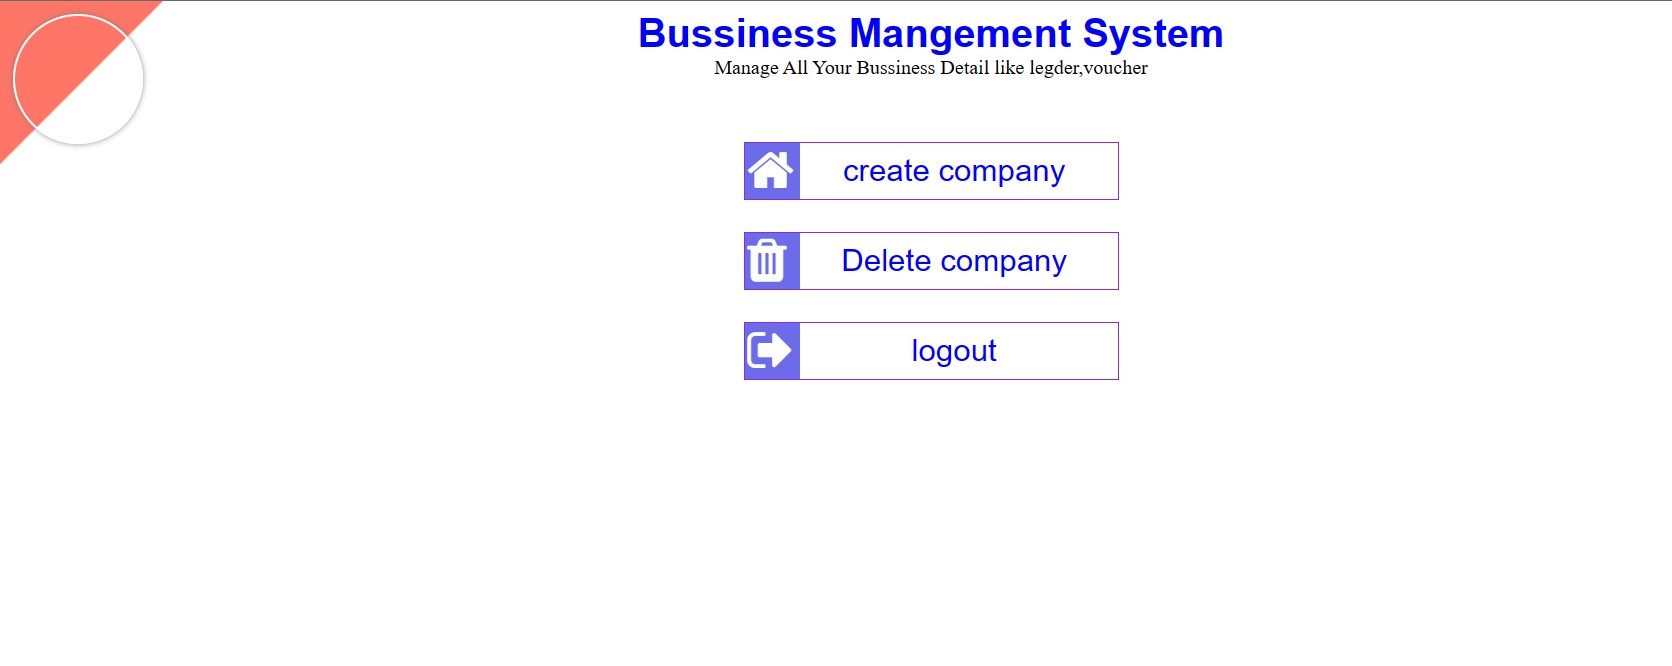 Bussiness Mangement System
Manage All Your Bussiness Detail like legder,voucher
create company
Delete company
logout